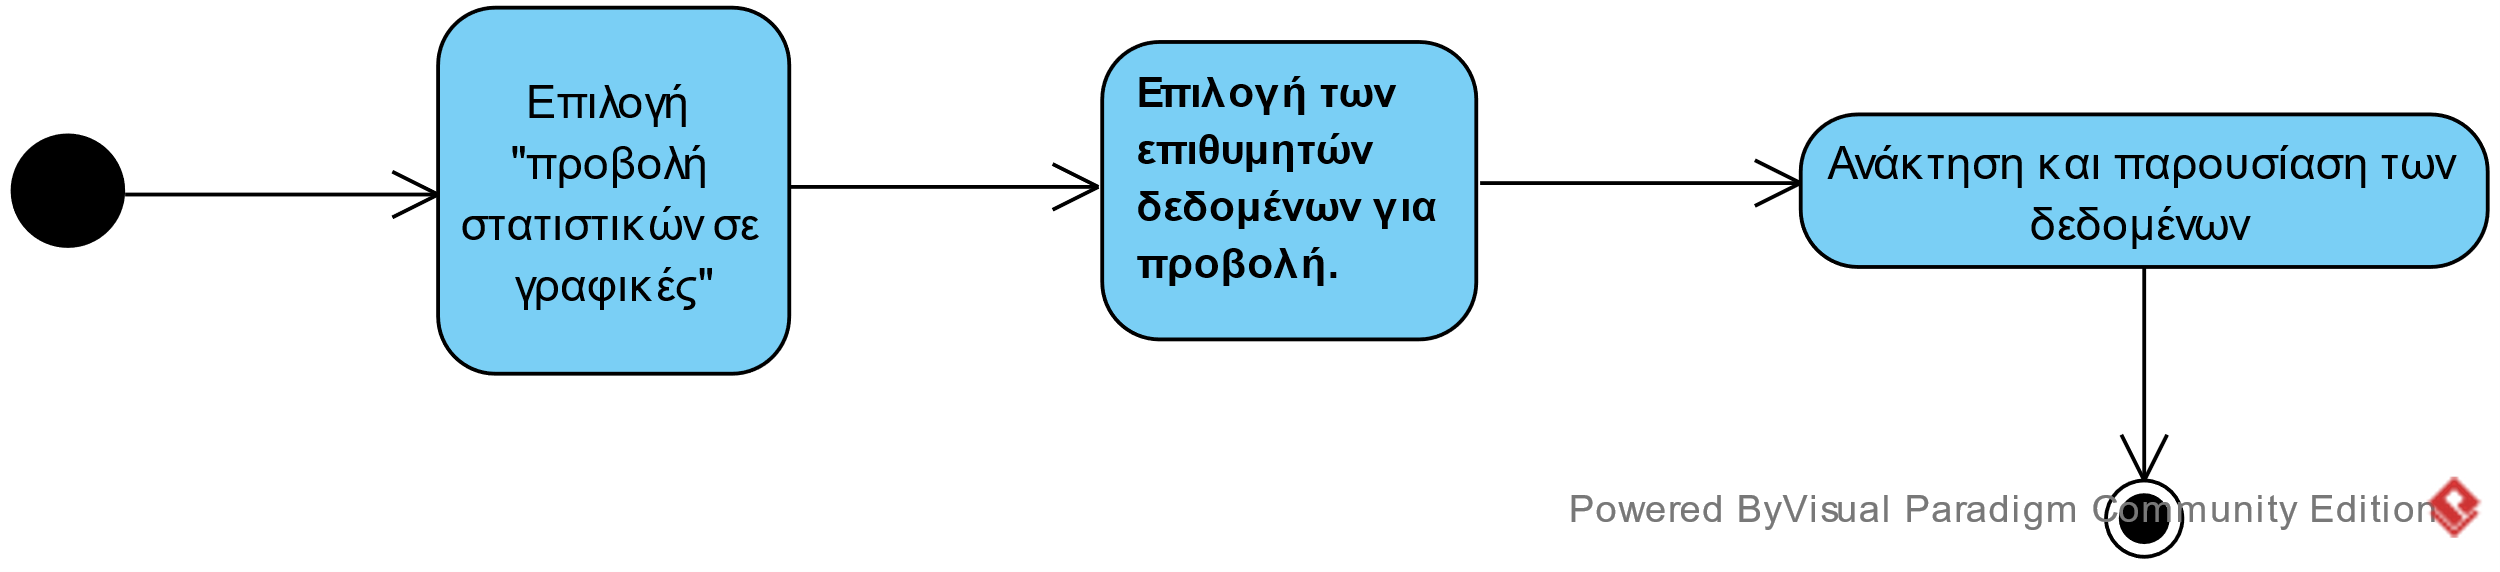 Επιλογή
"προβολή
στατιστικών σε
γραφικές"
Επιλογή των
επιθυμητών
δεδομένων για
προβολή.
Ανάκτηση και παρουσίαση των
δεδομένων
Powered ByVisual Paradigm Community Edition